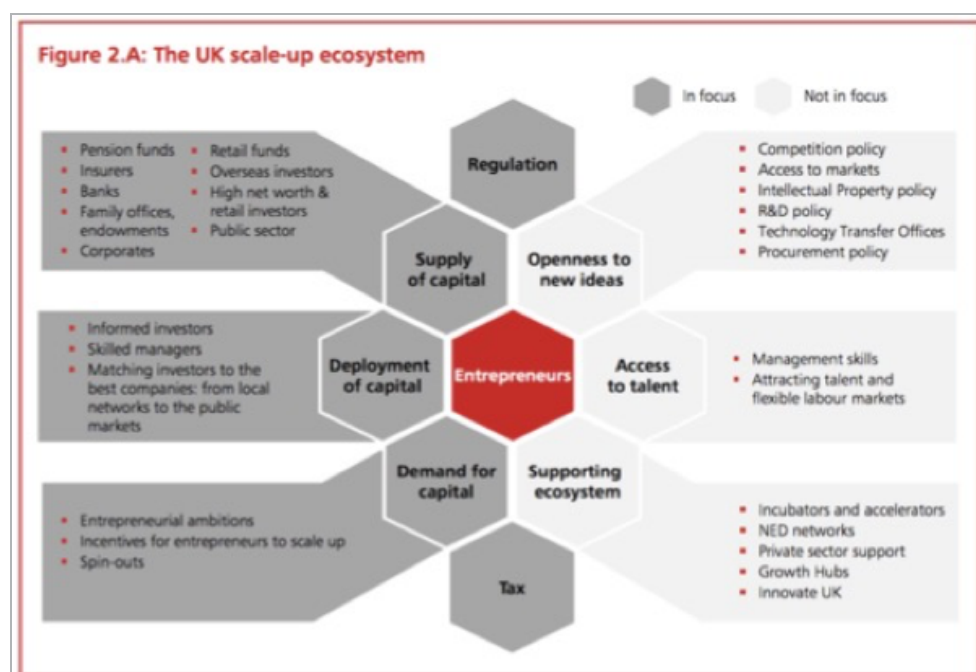 Figure 2.A: The UK scale-up ecosystem
In focus
Not in focus
Regulation
Pension funds
Insurers
Banks
Family offices,
endowments
Corporates
Retail funds
Overseas investors
High net worth &
retail investors
Public sector
Supply
of capital
Openness to
new ideas
Competition policy
Access to markets
Intellectual Property policy
R&D policy
Technology Transfer Offices
Procurement policy
Informed investors
Skilled managers
Matching investors to the
best companies: from local
networks to the public
markets
Deployment
of capital
Entrepreneurs
Access
to talent
Management skills
Attracting talent and
flexible labour markets
Demand for
capital
Supporting
ecosystem
Entrepreneurial ambitions
Incentives for entrepreneurs to scale up
Spin-outs
Incubators and accelerators
NED networks
Private sector support
Growth Hubs
Innovate UK
Tax